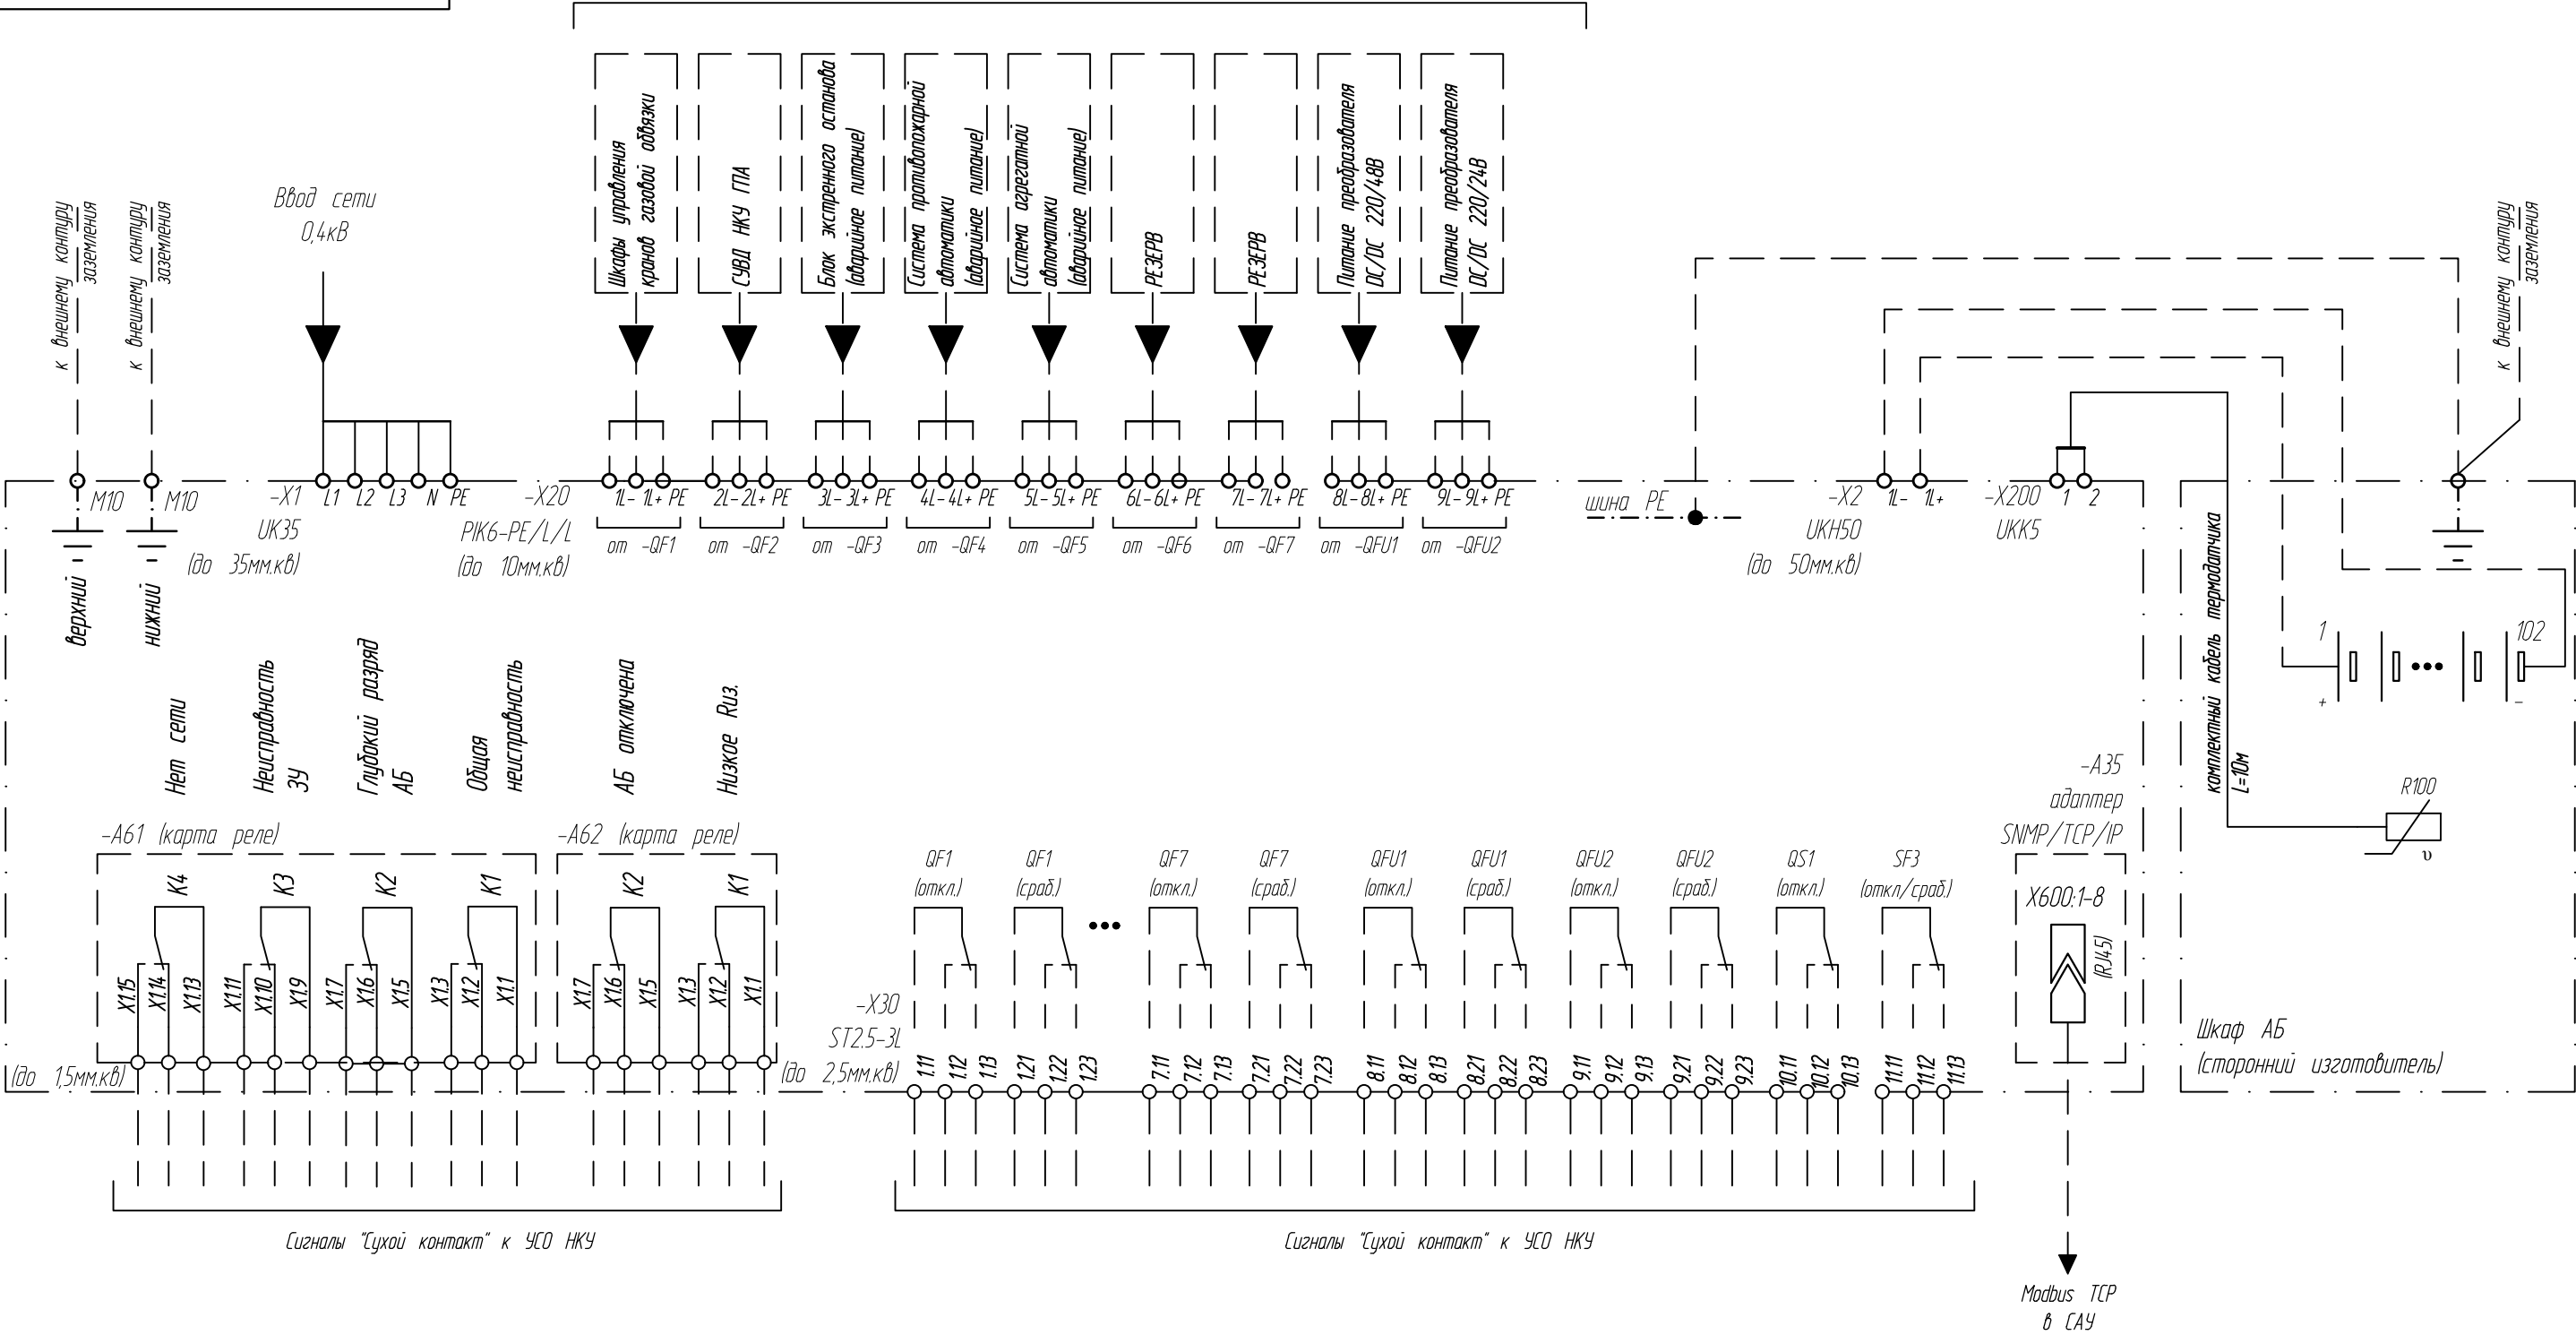 Шкафы управления
кранов газовой обвязки
СУВД НКУ ГПА
Блок экстренного останова
(аварийное питание)
Система противопожарной
автоматики
(аварийное питание)
Система агрегатной
автоматики
(аварийное питание)
РЕЗЕРВ
РЕЗЕРВ
Питание преобразователя
DC/DC 220/48В
Питание преобразователя
DC/DC 220/24В
к внешнему контуру
заземления
к внешнему контуру
заземления
Ввод сети
0,4кВ
к внешнему контуру
заземления
М10
М10
-X1
UK35
(до 35мм.кв)
L1 L2 L3 N PE
-X20
PIK6-PE/L/L
(до 10мм.кв)
1L- 1L+ PE
2L- 2L+ PE
3L- 3L+ PE
4L- 4L+ PE
5L- 5L+ PE
6L- 6L+ PE
7L- 7L+ PE
8L- 8L+ PE
9L- 9L+ PE
от -QF1
от -QF2
от -QF3
от -QF4
от -QF5
от -QF6
от -QF7
от -QFU1
от -QFU2
шина PE
-X2
UKH50
(до 50мм.кв)
1L- 1L+
-X200
UKK5
1 2
верхний
нижний
комплектный кабель термодатчика
L=10м
1
102
+
-
R100
υ
Нет сети
Неисправность
ЗУ
Глубокий разряд
АБ
Общая
неисправность
АБ отключена
Низкое Rиз.
-A61 (карта реле)
-A62 (карта реле)
K4
K3
K2
K1
K2
K1
X1.15
X1.14
X1.13
X1.11
X1.10
X1.9
X1.7
X1.6
X1.5
X1.3
X1.2
X1.1
X1.7
X1.6
X1.5
X1.3
X1.2
X1.1
(до 1,5мм.кв)
-X30
ST2.5-3L
(до 2,5мм.кв)
QF1
(откл.)
QF1
(сраб.)
QF7
(откл.)
QF7
(сраб.)
QFU1
(откл.)
QFU1
(сраб.)
QFU2
(откл.)
QFU2
(сраб.)
QS1
(откл.)
SF3
(откл/сраб.)
1.11
1.12
1.13
1.21
1.22
1.23
7.11
7.12
7.13
7.21
7.22
7.23
8.11
8.12
8.13
8.21
8.22
8.23
9.11
9.12
9.13
9.21
9.22
9.23
10.11
10.12
10.13
11.11
11.12
11.13
-A35
адаптер
SNMP/TCP/IP
X600:1-8
(RJ45)
Шкаф АБ
(сторонний изготовитель)
Сигналы "Сухой контакт" к УСО НКУ
Сигналы "Сухой контакт" к УСО НКУ
Modbus TCP
в САУ